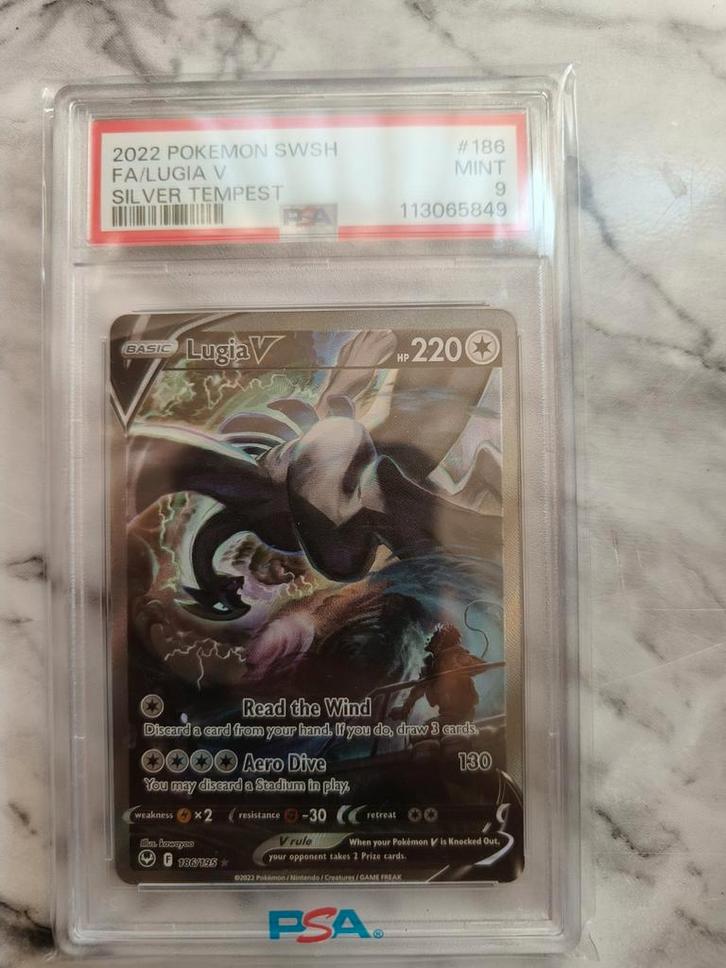 2022 POKEMON SWSH #186
FA/LUGIA V MINT
SILVER TEMPEST 9
PSA 113065849
BASIC Lugia V HP 220
Read the Wind
Discard a card from your hand. If you do, draw 3 cards.
Aero Dive 130
You may discard a Stadium in play.
weakness ×2 resistance -30 retreat
V rule When your Pokémon V is Knocked Out,
your opponent takes 2 Prize cards.
Illus. kawayoo
F 186/195
©2022 Pokémon / Nintendo / Creatures / GAME FREAK
PSA®